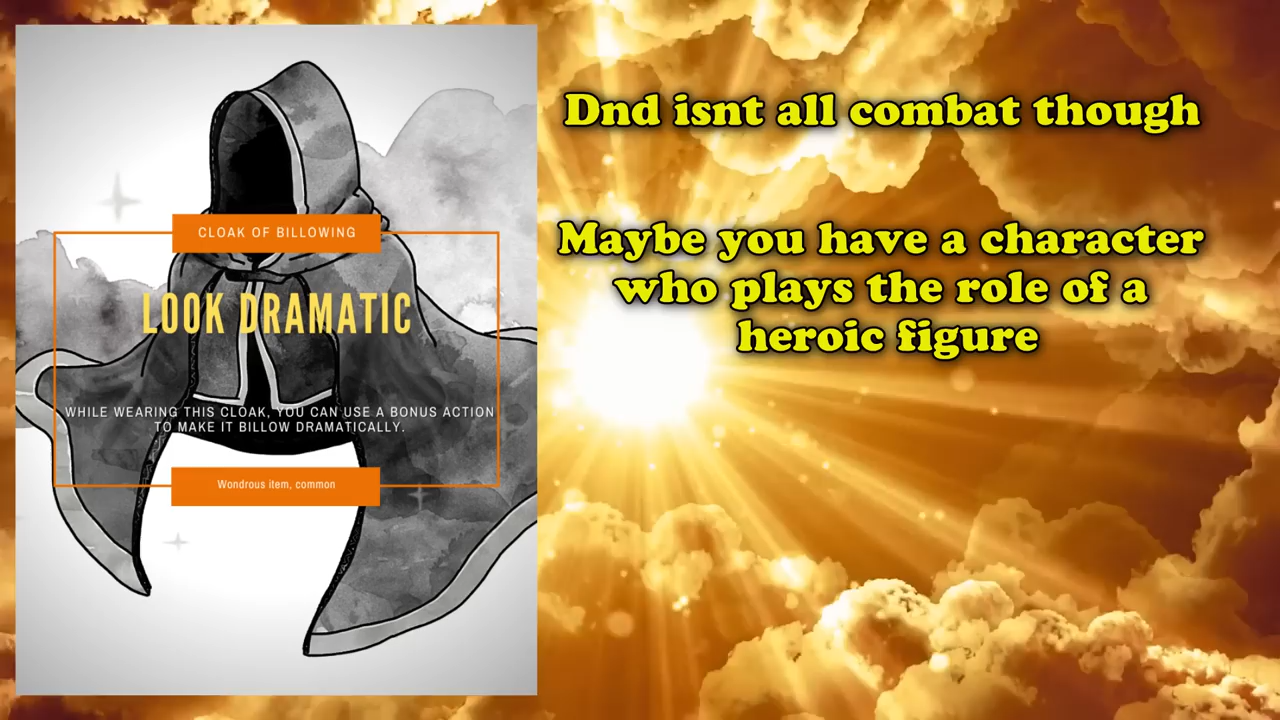 CLOAK OF BILLOWING
LOOK DRAMATIC
WHILE WEARING THIS CLOAK, YOU CAN USE A BONUS ACTION
TO MAKE IT BILLOW DRAMATICALLY.
Wondrous item, common
Dnd isnt all combat though
Maybe you have a character
who plays the role of a
heroic figure